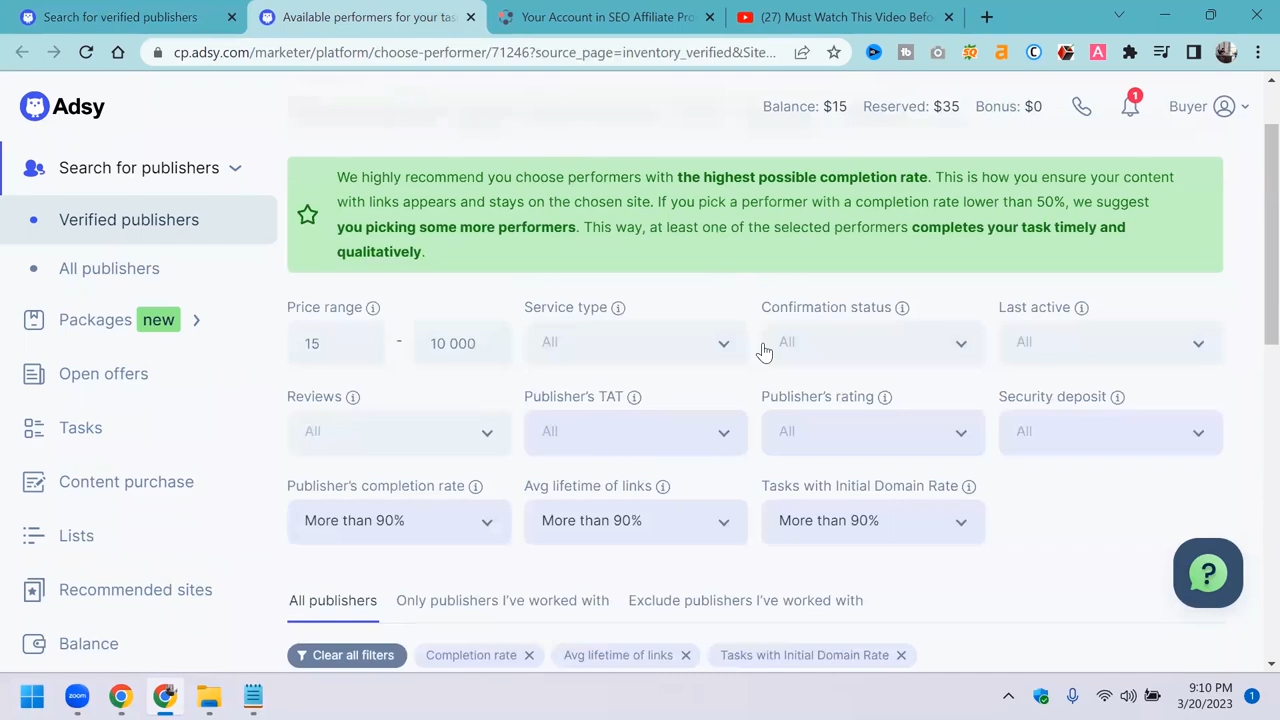 Search for verified publishers
Available performers for your tas
Your Account in SEO Affiliate Pro
(27) Must Watch This Video Befo
cp.adsy.com/marketer/platform/choose-performer/71246?source_page=inventory_verified&Site...
Adsy
Balance: $15 Reserved: $35 Bonus: $0
1
Buyer
Search for publishers
Verified publishers
All publishers
Packages new
Open offers
Tasks
Content purchase
Lists
Recommended sites
Balance
We highly recommend you choose performers with the highest possible completion rate. This is how you ensure your content
with links appears and stays on the chosen site. If you pick a performer with a completion rate lower than 50%, we suggest
you picking some more performers. This way, at least one of the selected performers completes your task timely and
qualitatively.
Price range Service type Confirmation status Last active
15 - 10 000 All All All
Reviews Publisher's TAT Publisher's rating Security deposit
All All All All
Publisher's completion rate Avg lifetime of links Tasks with Initial Domain Rate
More than 90% More than 90% More than 90%
All publishers Only publishers I've worked with Exclude publishers I've worked with
Clear all filters Completion rate Avg lifetime of links Tasks with Initial Domain Rate
?
zoom
9:10 PM
3/20/2023
1